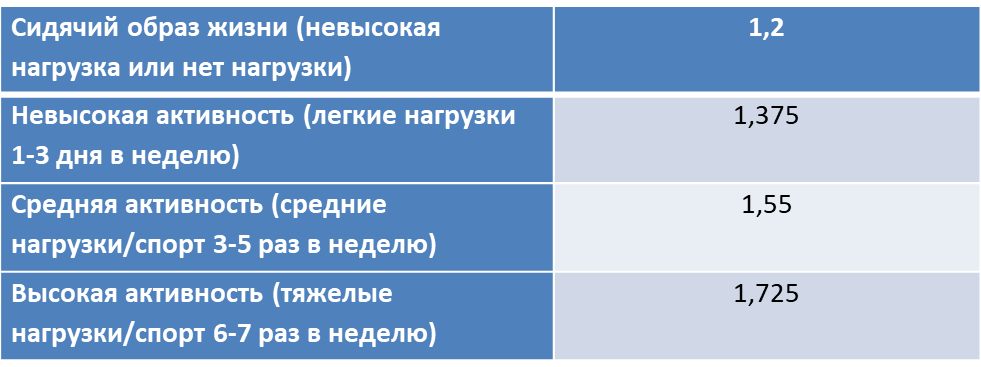 Сидячий образ жизни (невысокая
нагрузка или нет нагрузки)
1,2
Невысокая активность (легкие нагрузки
1-3 дня в неделю)
1,375
Средняя активность (средние
нагрузки/спорт 3-5 раз в неделю)
1,55
Высокая активность (тяжелые
нагрузки/спорт 6-7 раз в неделю)
1,725